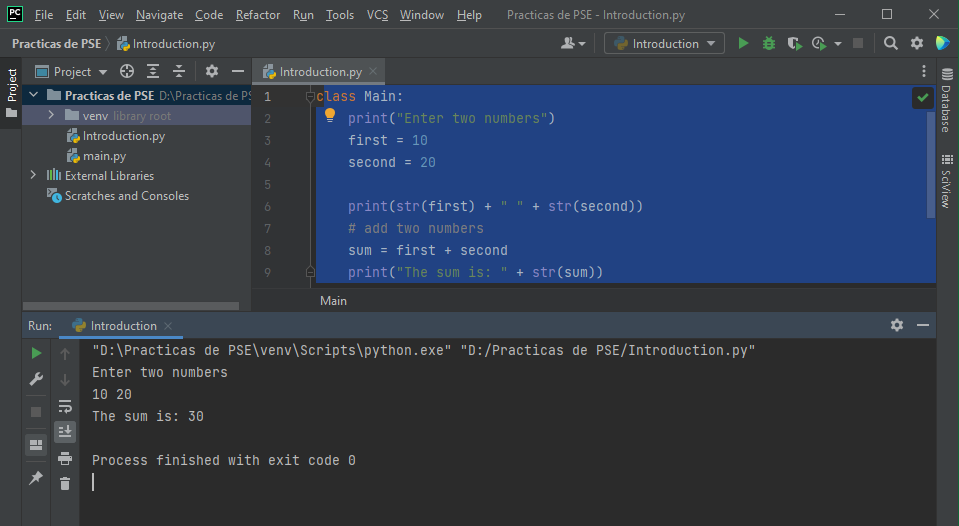 PC File Edit View Navigate Code Refactor Run Tools VCS Window Help Practicas de PSE - Introduction.py
Practicas de PSE Introduction.py Introduction
Project
Project
Practicas de PSE D:\Practicas de PS
venv library root
Introduction.py
main.py
External Libraries
Scratches and Consoles
Introduction.py
1 class Main:
2 print("Enter two numbers")
3 first = 10
4 second = 20
5
6 print(str(first) + " " + str(second))
7 # add two numbers
8 sum = first + second
9 print("The sum is: " + str(sum))
Main
Database
SciView
Run: Introduction
"D:\Practicas de PSE\venv\Scripts\python.exe" "D:/Practicas de PSE/Introduction.py"
Enter two numbers
10 20
The sum is: 30
Process finished with exit code 0